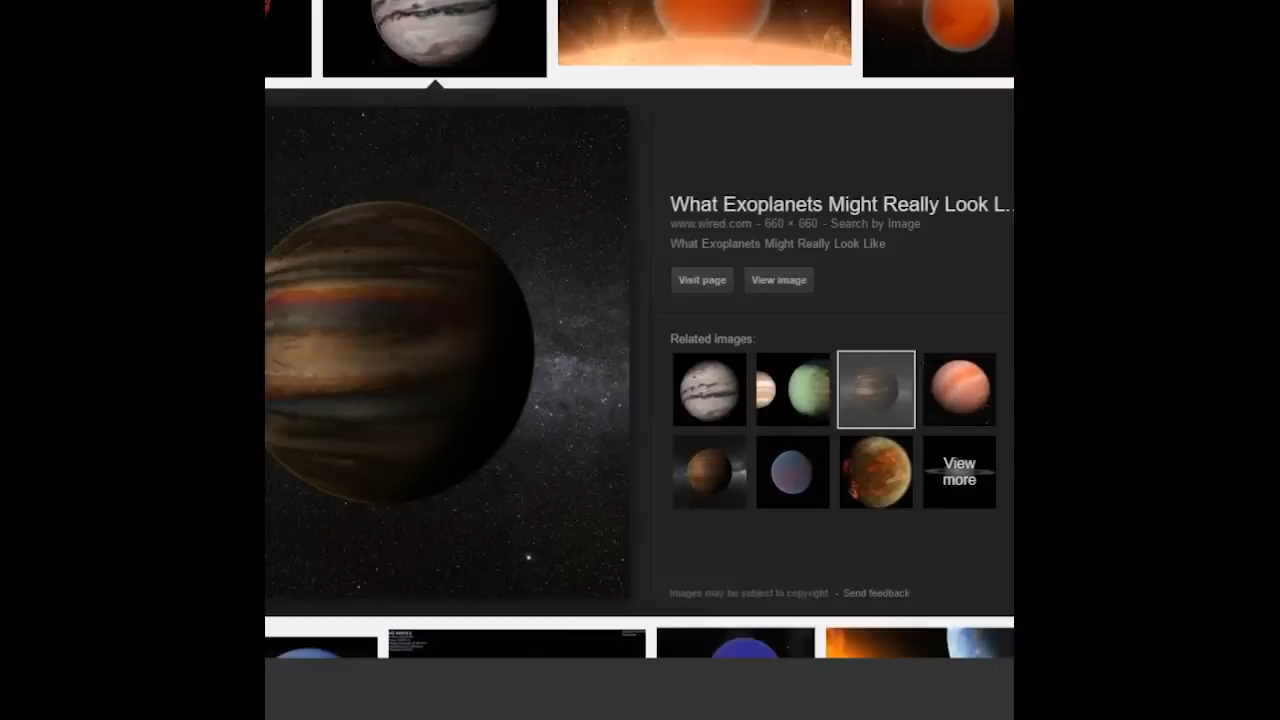 What Exoplanets Might Really Look L...
www.wired.com - 660 × 660 - Search by image
What Exoplanets Might Really Look Like
Visit page View image
Related images:
View
more
Images may be subject to copyright - Send feedback